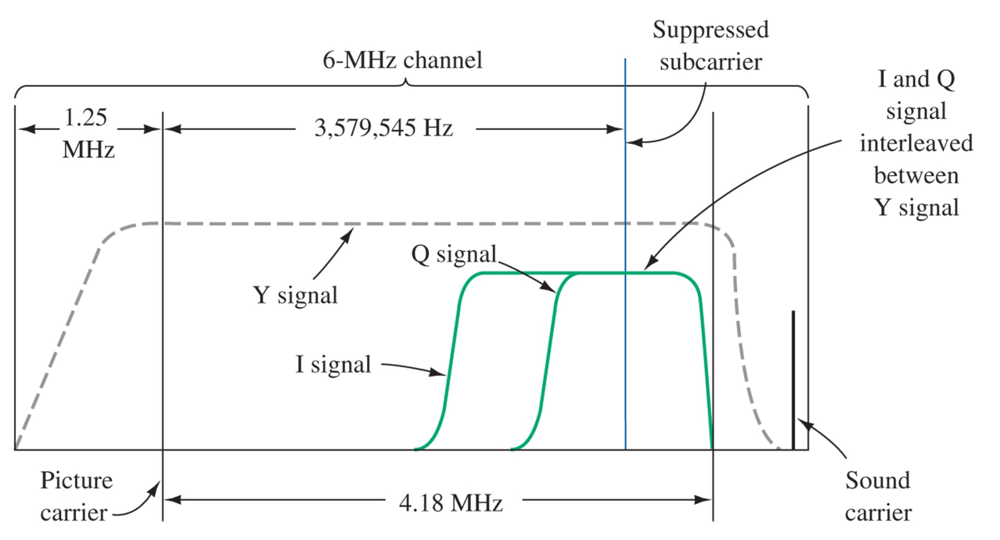 Suppressed
subcarrier
6-MHz channel
I and Q
signal
interleaved
between
Y signal
1.25
MHz
3,579,545 Hz
Q signal
Y signal
I signal
Picture
carrier
4.18 MHz
Sound
carrier